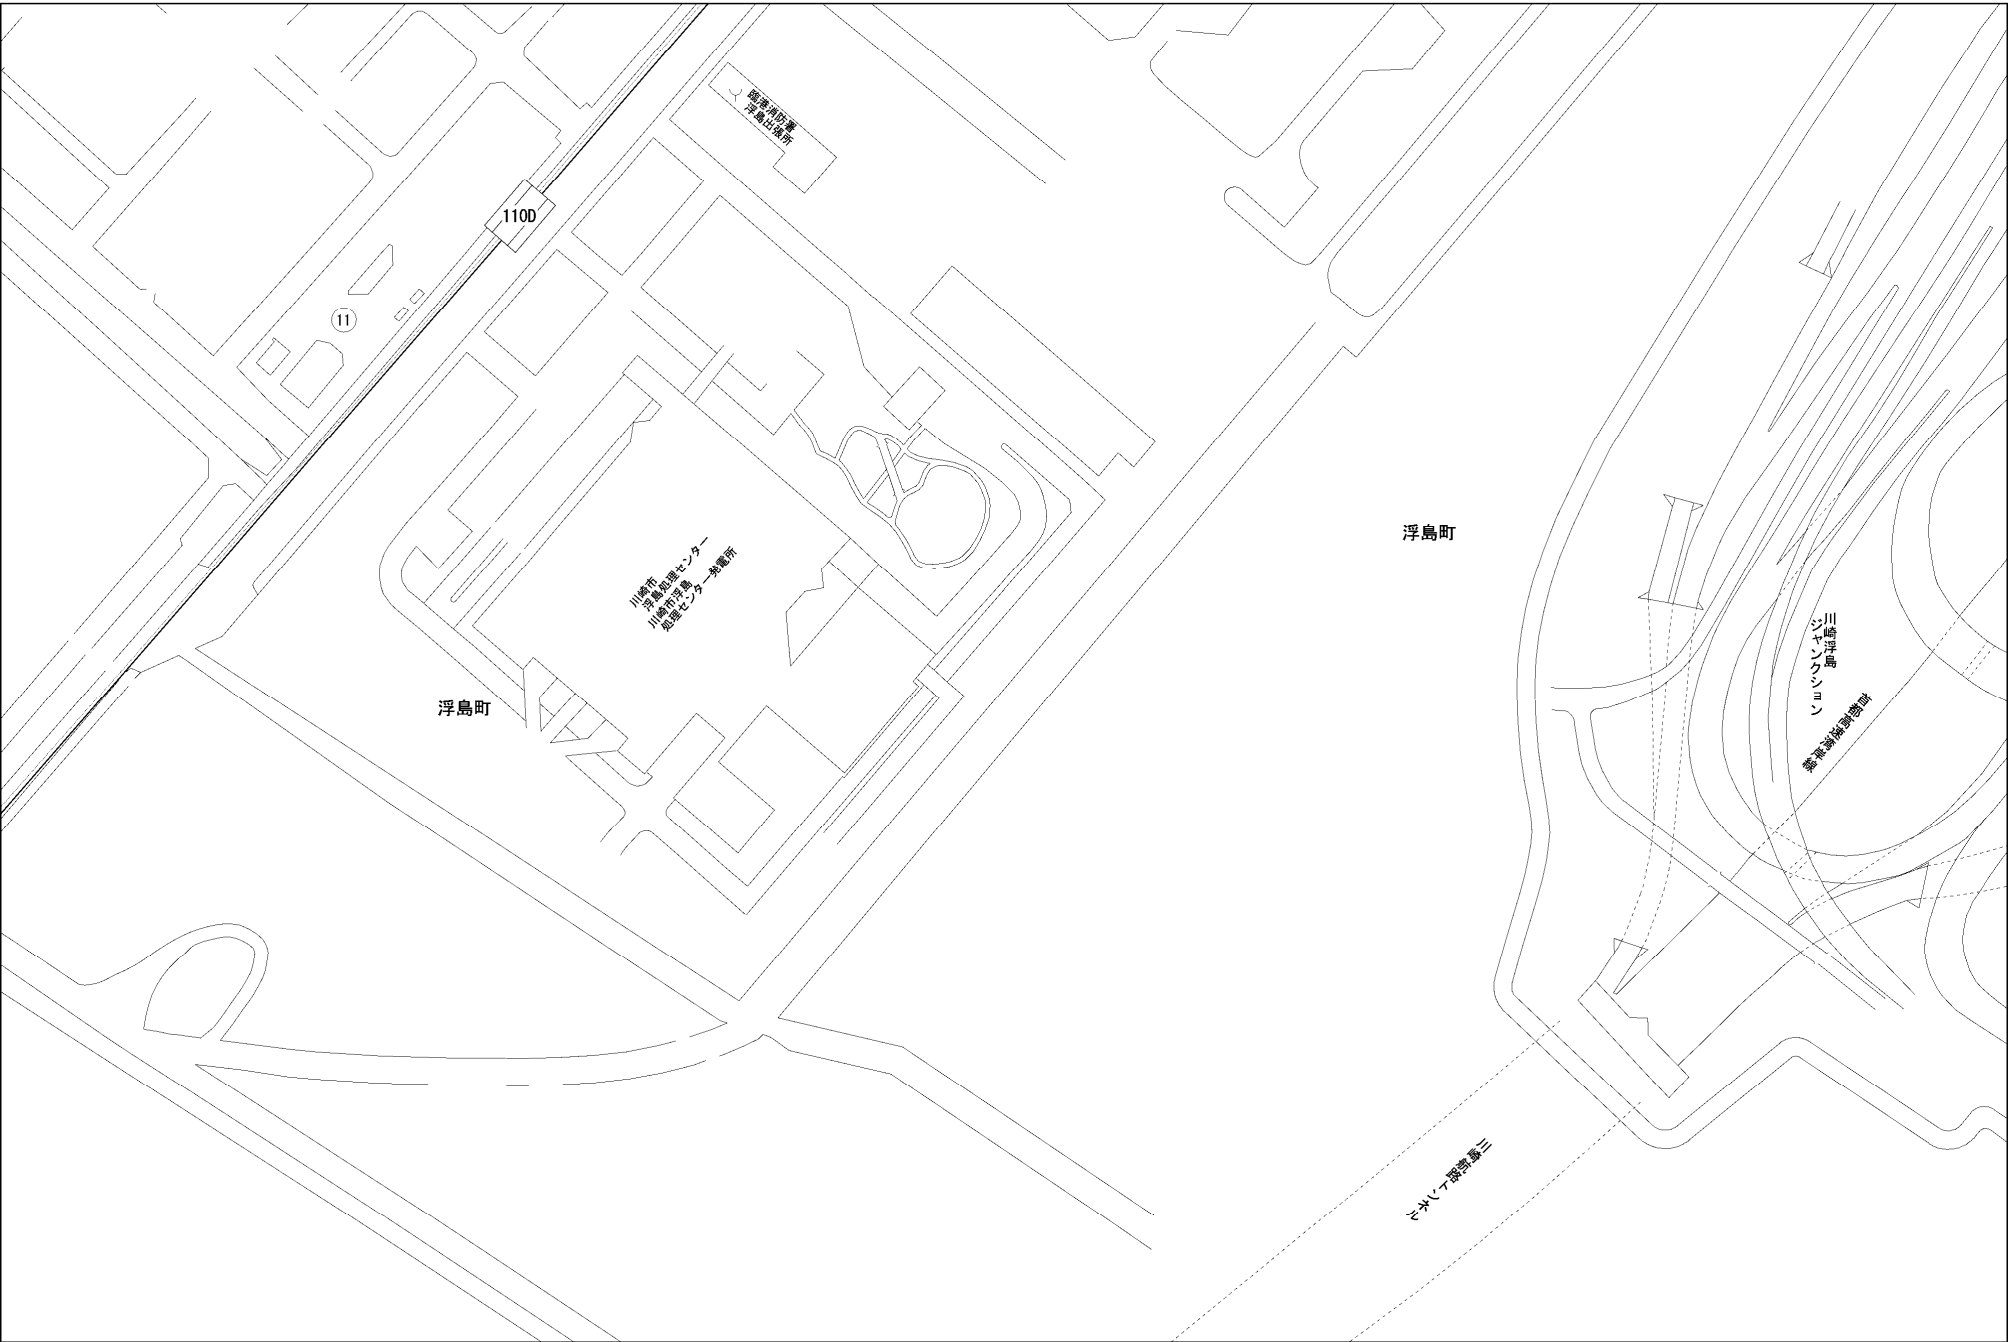 臨港消防署
浮島出張所
110D
11
川崎市
浮島処理センター
川崎市浮島
処理センター発電所
浮島町
浮島町
川崎浮島
ジャンクション
首都高速湾岸線
川崎航路トンネル